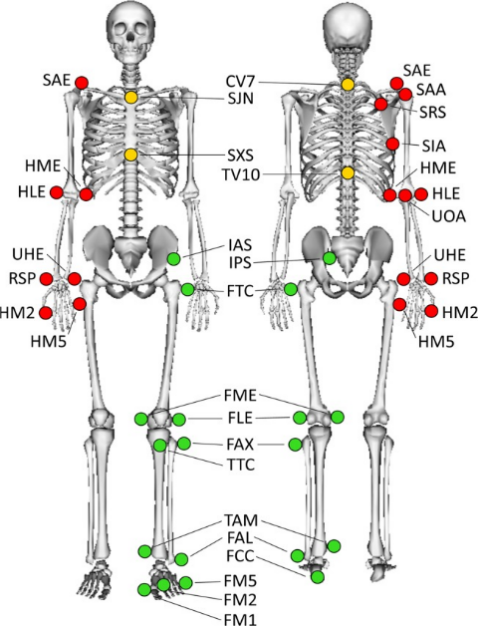 SAE
CV7
SJN
SAE
SAA
SRS
HME
HLE
SXS
TV10
SIA
HME
HLE
UOA
UHE
RSP
HM2
HM5
IAS
IPS
FTC
UHE
RSP
HM2
HM5
FME
FLE
FAX
TTC
TAM
FAL
FCC
FM5
FM2
FM1